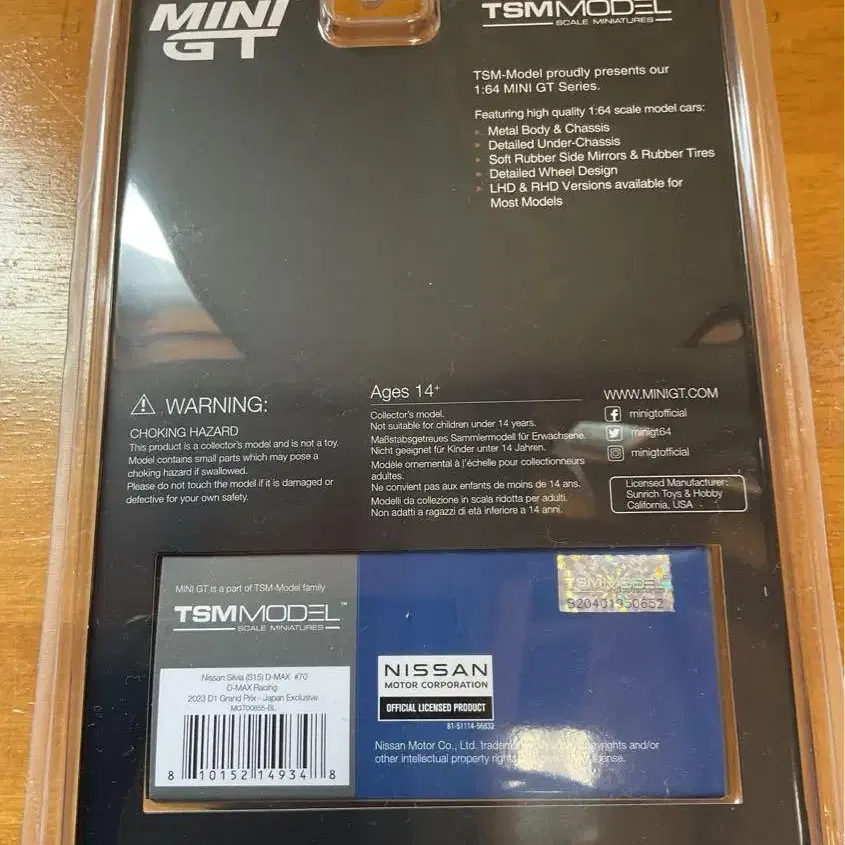 MINI
GT
TSMMODEL
SCALE MINIATURES
TSM-Model proudly presents our
1:64 MINI GT Series.
Featuring high quality 1:64 scale model cars:
Metal Body & Chassis
Detailed Under-Chassis
Soft Rubber Side Mirrors & Rubber Tires
Detailed Wheel Design
LHD & RHD Versions available for
Most Models
WARNING:
CHOKING HAZARD
This product is a collector's model and is not a toy.
Model contains small parts which may pose a
choking hazard if swallowed.
Please do not touch the model if it is damaged or
defective for your own safety.
Ages 14+
Collector's model.
Not suitable for children under 14 years.
Maßstabsgetreues Sammlermodell für Erwachsene.
Nicht geeignet für Kinder unter 14 Jahren.
Modèle ornemental à l'échelle pour collectionneurs
adultes.
Ne convient pas aux enfants de moins de 14 ans.
Modelli da collezione in scala ridotta per adulti.
Non adatti a ragazzi di età inferiore a 14 anni.
WWW.MINIGT.COM
minigtofficial
minigt64
minigtofficial
Licensed Manufacturer:
Sunrich Toys & Hobby
California, USA
MINI GT is a part of TSM-Model family
TSMMODEL™
SCALE MINIATURES
Nissan Silvia (S15) D-MAX #70
D-MAX Racing
2023 D1 Grand Prix - Japan Exclusive
MGT00855-BL
8 10152 14934 8
TSMMODEL
NISSAN
MOTOR CORPORATION
OFFICIAL LICENSED PRODUCT
Nissan Motor Co., Ltd. and/or
other intellectual property